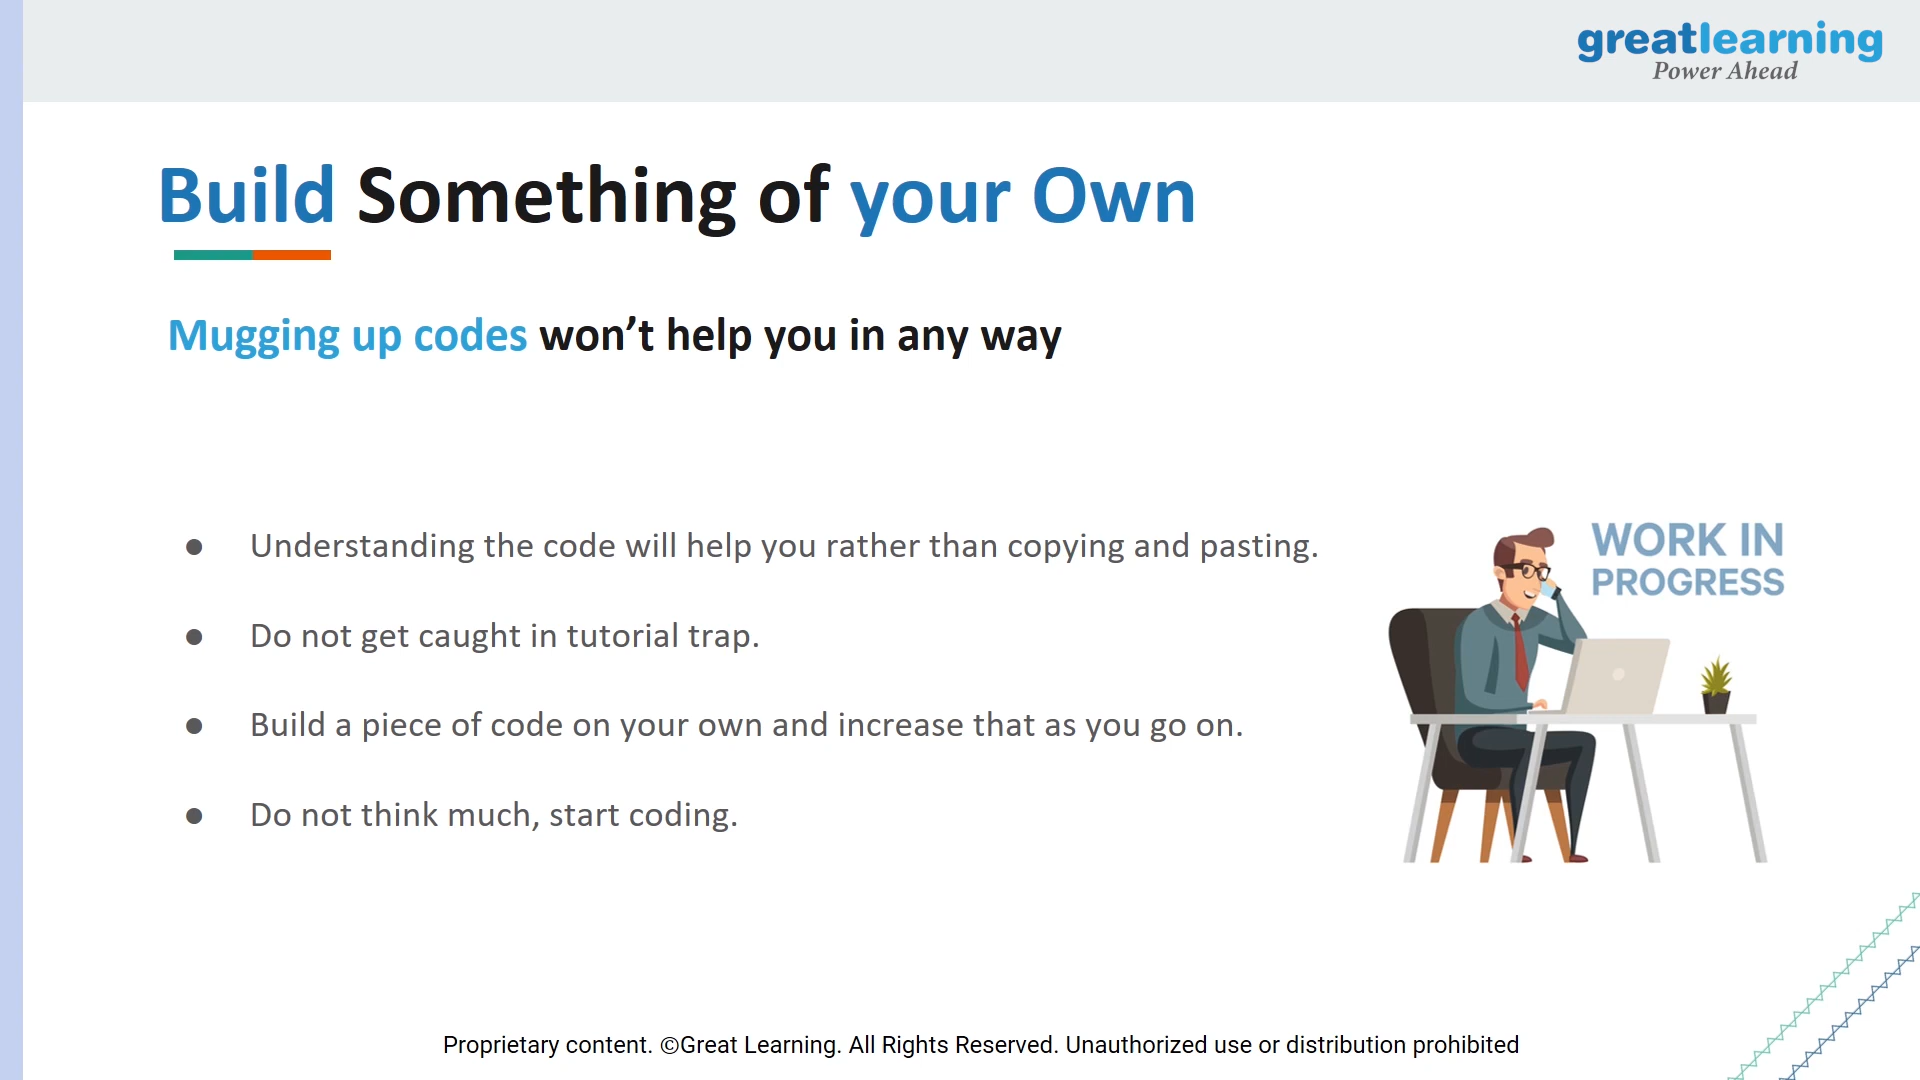 greatlearning
Power Ahead
Build Something of your Own
Mugging up codes won’t help you in any way
● Understanding the code will help you rather than copying and pasting.
● Do not get caught in tutorial trap.
● Build a piece of code on your own and increase that as you go on.
● Do not think much, start coding.
WORK IN
PROGRESS
Proprietary content. ©Great Learning. All Rights Reserved. Unauthorized use or distribution prohibited